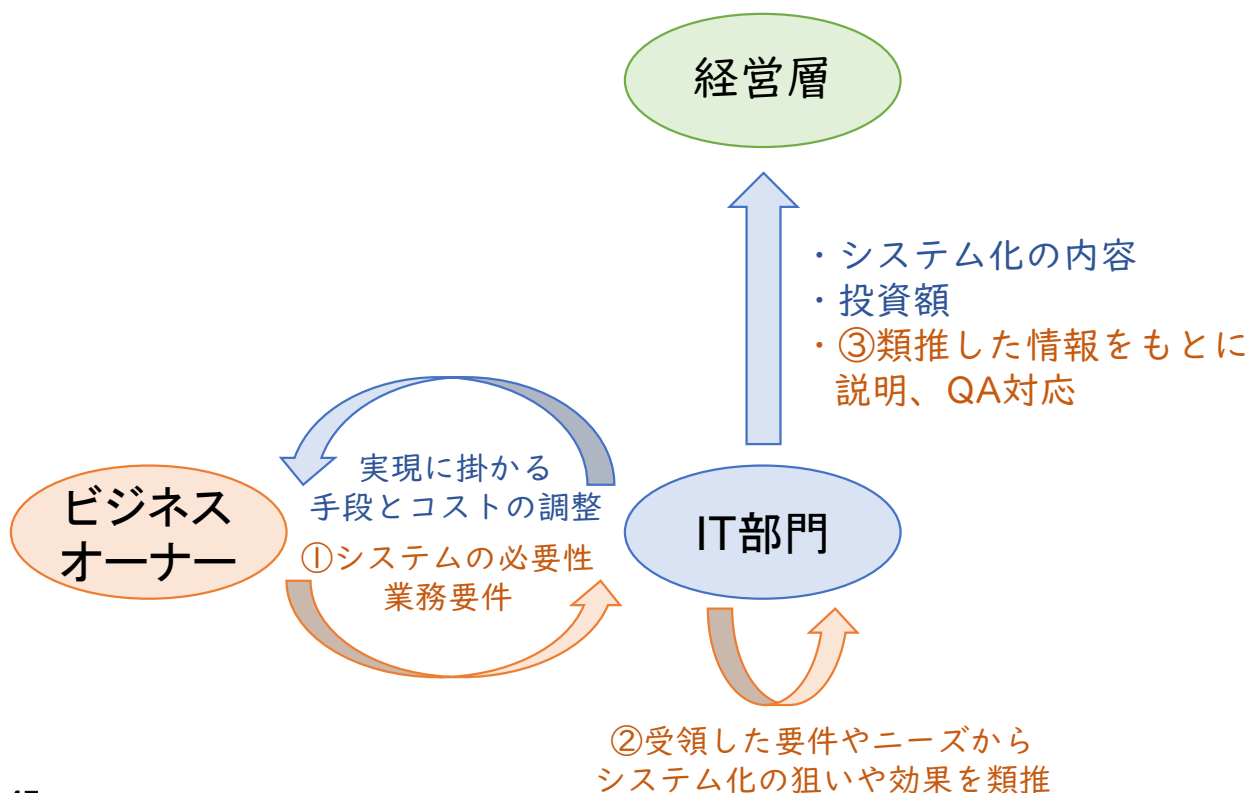 経営層
・システム化の内容
・投資額
・③類推した情報をもとに
説明、QA対応
実現に掛かる
手段とコストの調整
ビジネス
オーナー
IT部門
①システムの必要性
業務要件
②受領した要件やニーズから
システム化の狙いや効果を類推